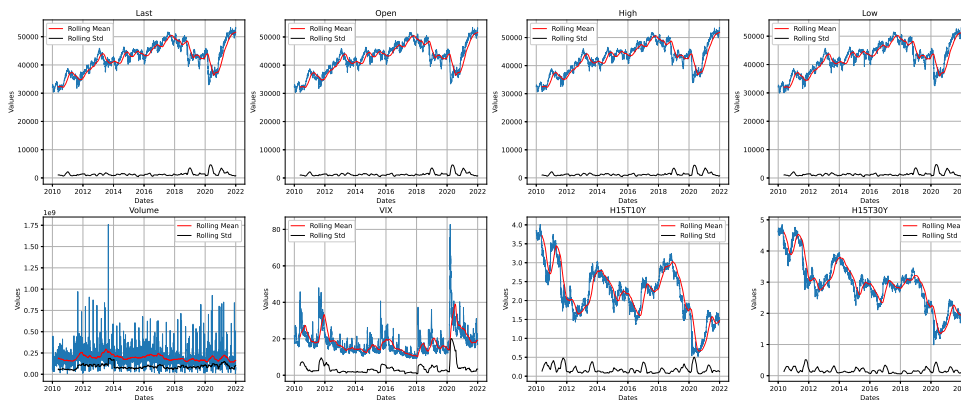 Last
Values
50000
40000
30000
20000
10000
0
Rolling Mean
Rolling Std
2010 2012 2014 2016 2018 2020 2022
Dates
Open
Values
50000
40000
30000
20000
10000
0
Rolling Mean
Rolling Std
2010 2012 2014 2016 2018 2020 2022
Dates
High
Values
50000
40000
30000
20000
10000
0
Rolling Mean
Rolling Std
2010 2012 2014 2016 2018 2020 2022
Dates
Low
Values
50000
40000
30000
20000
10000
0
Rolling Mean
Rolling Std
2010 2012 2014 2016 2018 2020 2022
Dates
Volume
1e9
Values
1.75
1.50
1.25
1.00
0.75
0.50
0.25
0.00
Rolling Mean
Rolling Std
2010 2012 2014 2016 2018 2020 2022
Dates
VIX
Values
80
60
40
20
0
Rolling Mean
Rolling Std
2010 2012 2014 2016 2018 2020 2022
Dates
H15T10Y
Values
4.0
3.5
3.0
2.5
2.0
1.5
1.0
0.5
0.0
Rolling Mean
Rolling Std
2010 2012 2014 2016 2018 2020 2022
Dates
H15T30Y
Values
5
4
3
2
1
0
Rolling Mean
Rolling Std
2010 2012 2014 2016 2018 2020
Dates